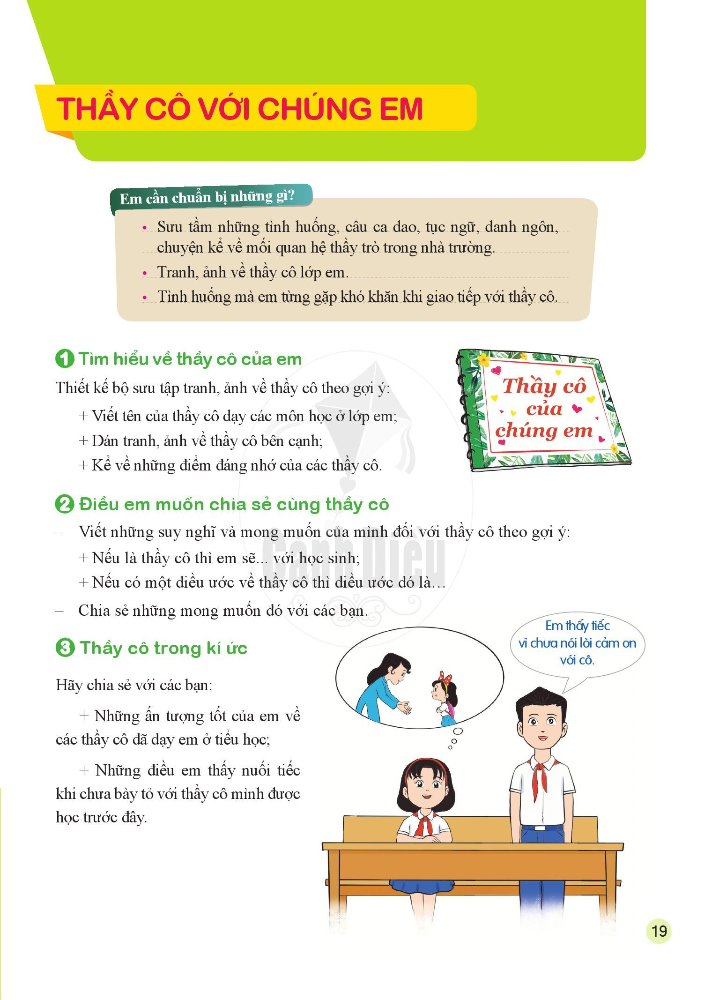 THẦY CÔ VỚI CHÚNG EM
Em cần chuẩn bị những gì?
• Sưu tầm những tình huống, câu ca dao, tục ngữ, danh ngôn,
chuyện kể về mối quan hệ thầy trò trong nhà trường.
• Tranh, ảnh về thầy cô lớp em.
• Tình huống mà em từng gặp khó khăn khi giao tiếp với thầy cô.
1 Tìm hiểu về thầy cô của em
Thiết kế bộ sưu tập tranh, ảnh về thầy cô theo gợi ý:
+ Viết tên của thầy cô dạy các môn học ở lớp em;
+ Dán tranh, ảnh về thầy cô bên cạnh;
+ Kể về những điểm đáng nhớ của các thầy cô.
Thầy cô
của
chúng em
2 Điều em muốn chia sẻ cùng thầy cô
– Viết những suy nghĩ và mong muốn của mình đối với thầy cô theo gợi ý:
+ Nếu là thầy cô thì em sẽ... với học sinh;
+ Nếu có một điều ước về thầy cô thì điều ước đó là…
– Chia sẻ những mong muốn đó với các bạn.
Cánh Diều
3 Thầy cô trong kí ức
Hãy chia sẻ với các bạn:
+ Những ấn tượng tốt của em về
các thầy cô đã dạy em ở tiểu học;
+ Những điều em thấy nuối tiếc
khi chưa bày tỏ với thầy cô mình được
học trước đây.
Em thấy tiếc
vì chưa nói lời cảm ơn
với cô.
19